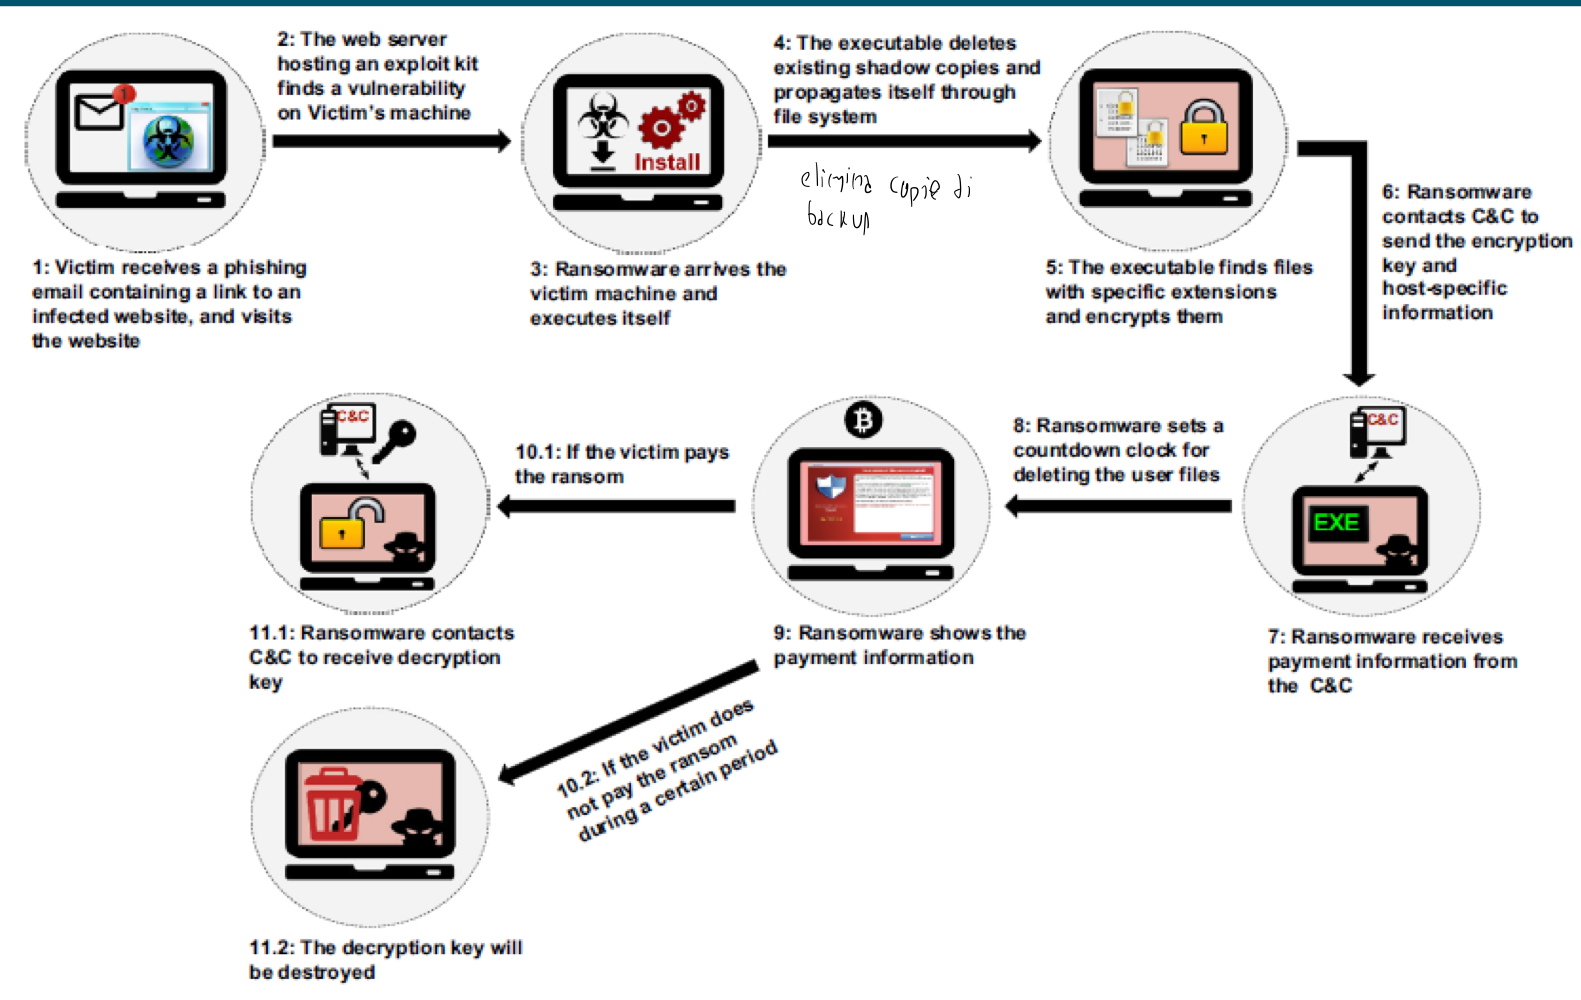 1
2: The web server
hosting an exploit kit
finds a vulnerability
on Victim's machine
Install
4: The executable deletes
existing shadow copies and
propagates itself through
file system
elimina copie di
backup
1: Victim receives a phishing
email containing a link to an
infected website, and visits
the website
3: Ransomware arrives the
victim machine and
executes itself
5: The executable finds files
with specific extensions
and encrypts them
6: Ransomware
contacts C&C to
send the encryption
key and
host-specific
information
C&C
10.1: If the victim pays
the ransom
8: Ransomware sets a
countdown clock for
deleting the user files
C&C
EXE
11.1: Ransomware contacts
C&C to receive decryption
key
9: Ransomware shows the
payment information
7: Ransomware receives
payment information from
the C&C
10.2: If the victim does
not pay the ransom
during a certain period
11.2: The decryption key will
be destroyed